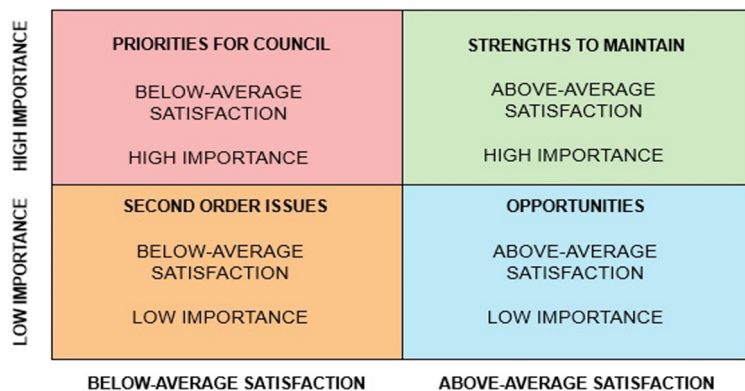 HIGH IMPORTANCE
PRIORITIES FOR COUNCIL
BELOW-AVERAGE
SATISFACTION
HIGH IMPORTANCE
STRENGTHS TO MAINTAIN
ABOVE-AVERAGE
SATISFACTION
HIGH IMPORTANCE
LOW IMPORTANCE
SECOND ORDER ISSUES
BELOW-AVERAGE
SATISFACTION
LOW IMPORTANCE
OPPORTUNITIES
ABOVE-AVERAGE
SATISFACTION
LOW IMPORTANCE
BELOW-AVERAGE SATISFACTION
ABOVE-AVERAGE SATISFACTION